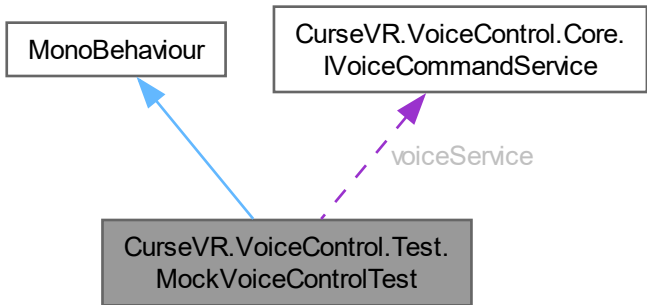 MonoBehaviour
CurseVR.VoiceControl.Core.
IVoiceCommandService
voiceService
CurseVR.VoiceControl.Test.
MockVoiceControlTest